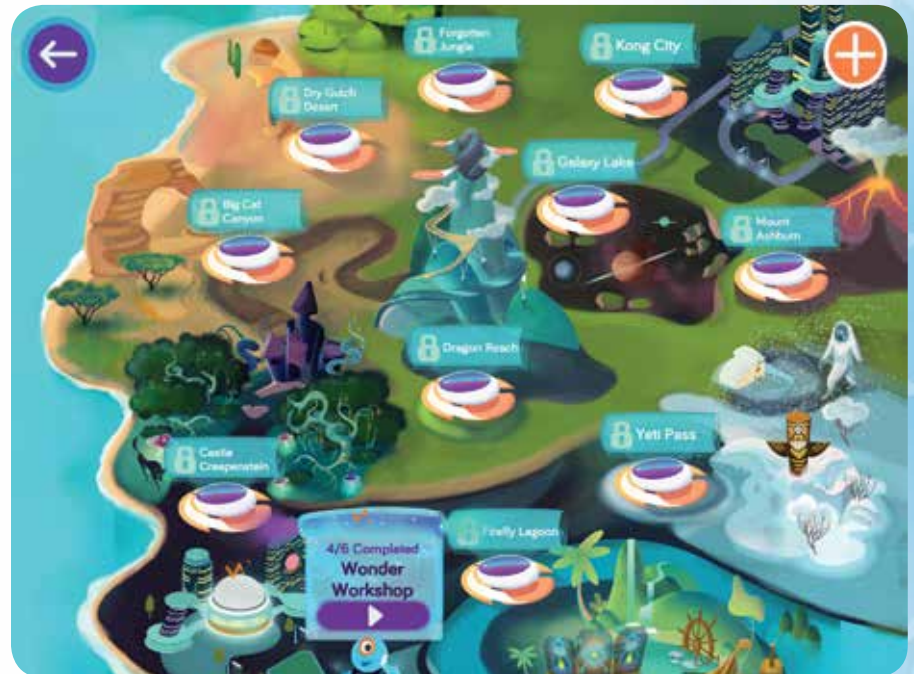 Forgotten
Jungle
Kong City
Dry Gulch
Desert
Galaxy Lake
Big Cat
Canyon
Mount
Ashburn
Dragon Reach
Yeti Pass
Castle
Creepenstein
Firefly Lagoon
4/6 Completed
Wonder
Workshop